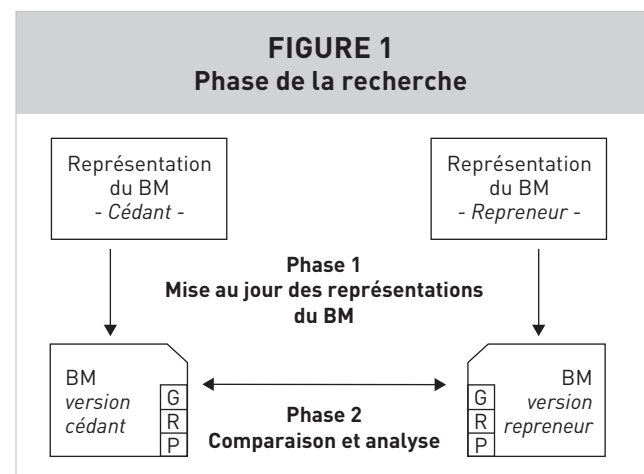 FIGURE 1
Phase de la recherche
Représentation
du BM
- Cédant -
Représentation
du BM
- Repreneur -
Phase 1
Mise au jour des représentations
du BM
BM
version
cédant
G
R
P
Phase 2
Comparaison et analyse
G
R
P
BM
version
repreneur